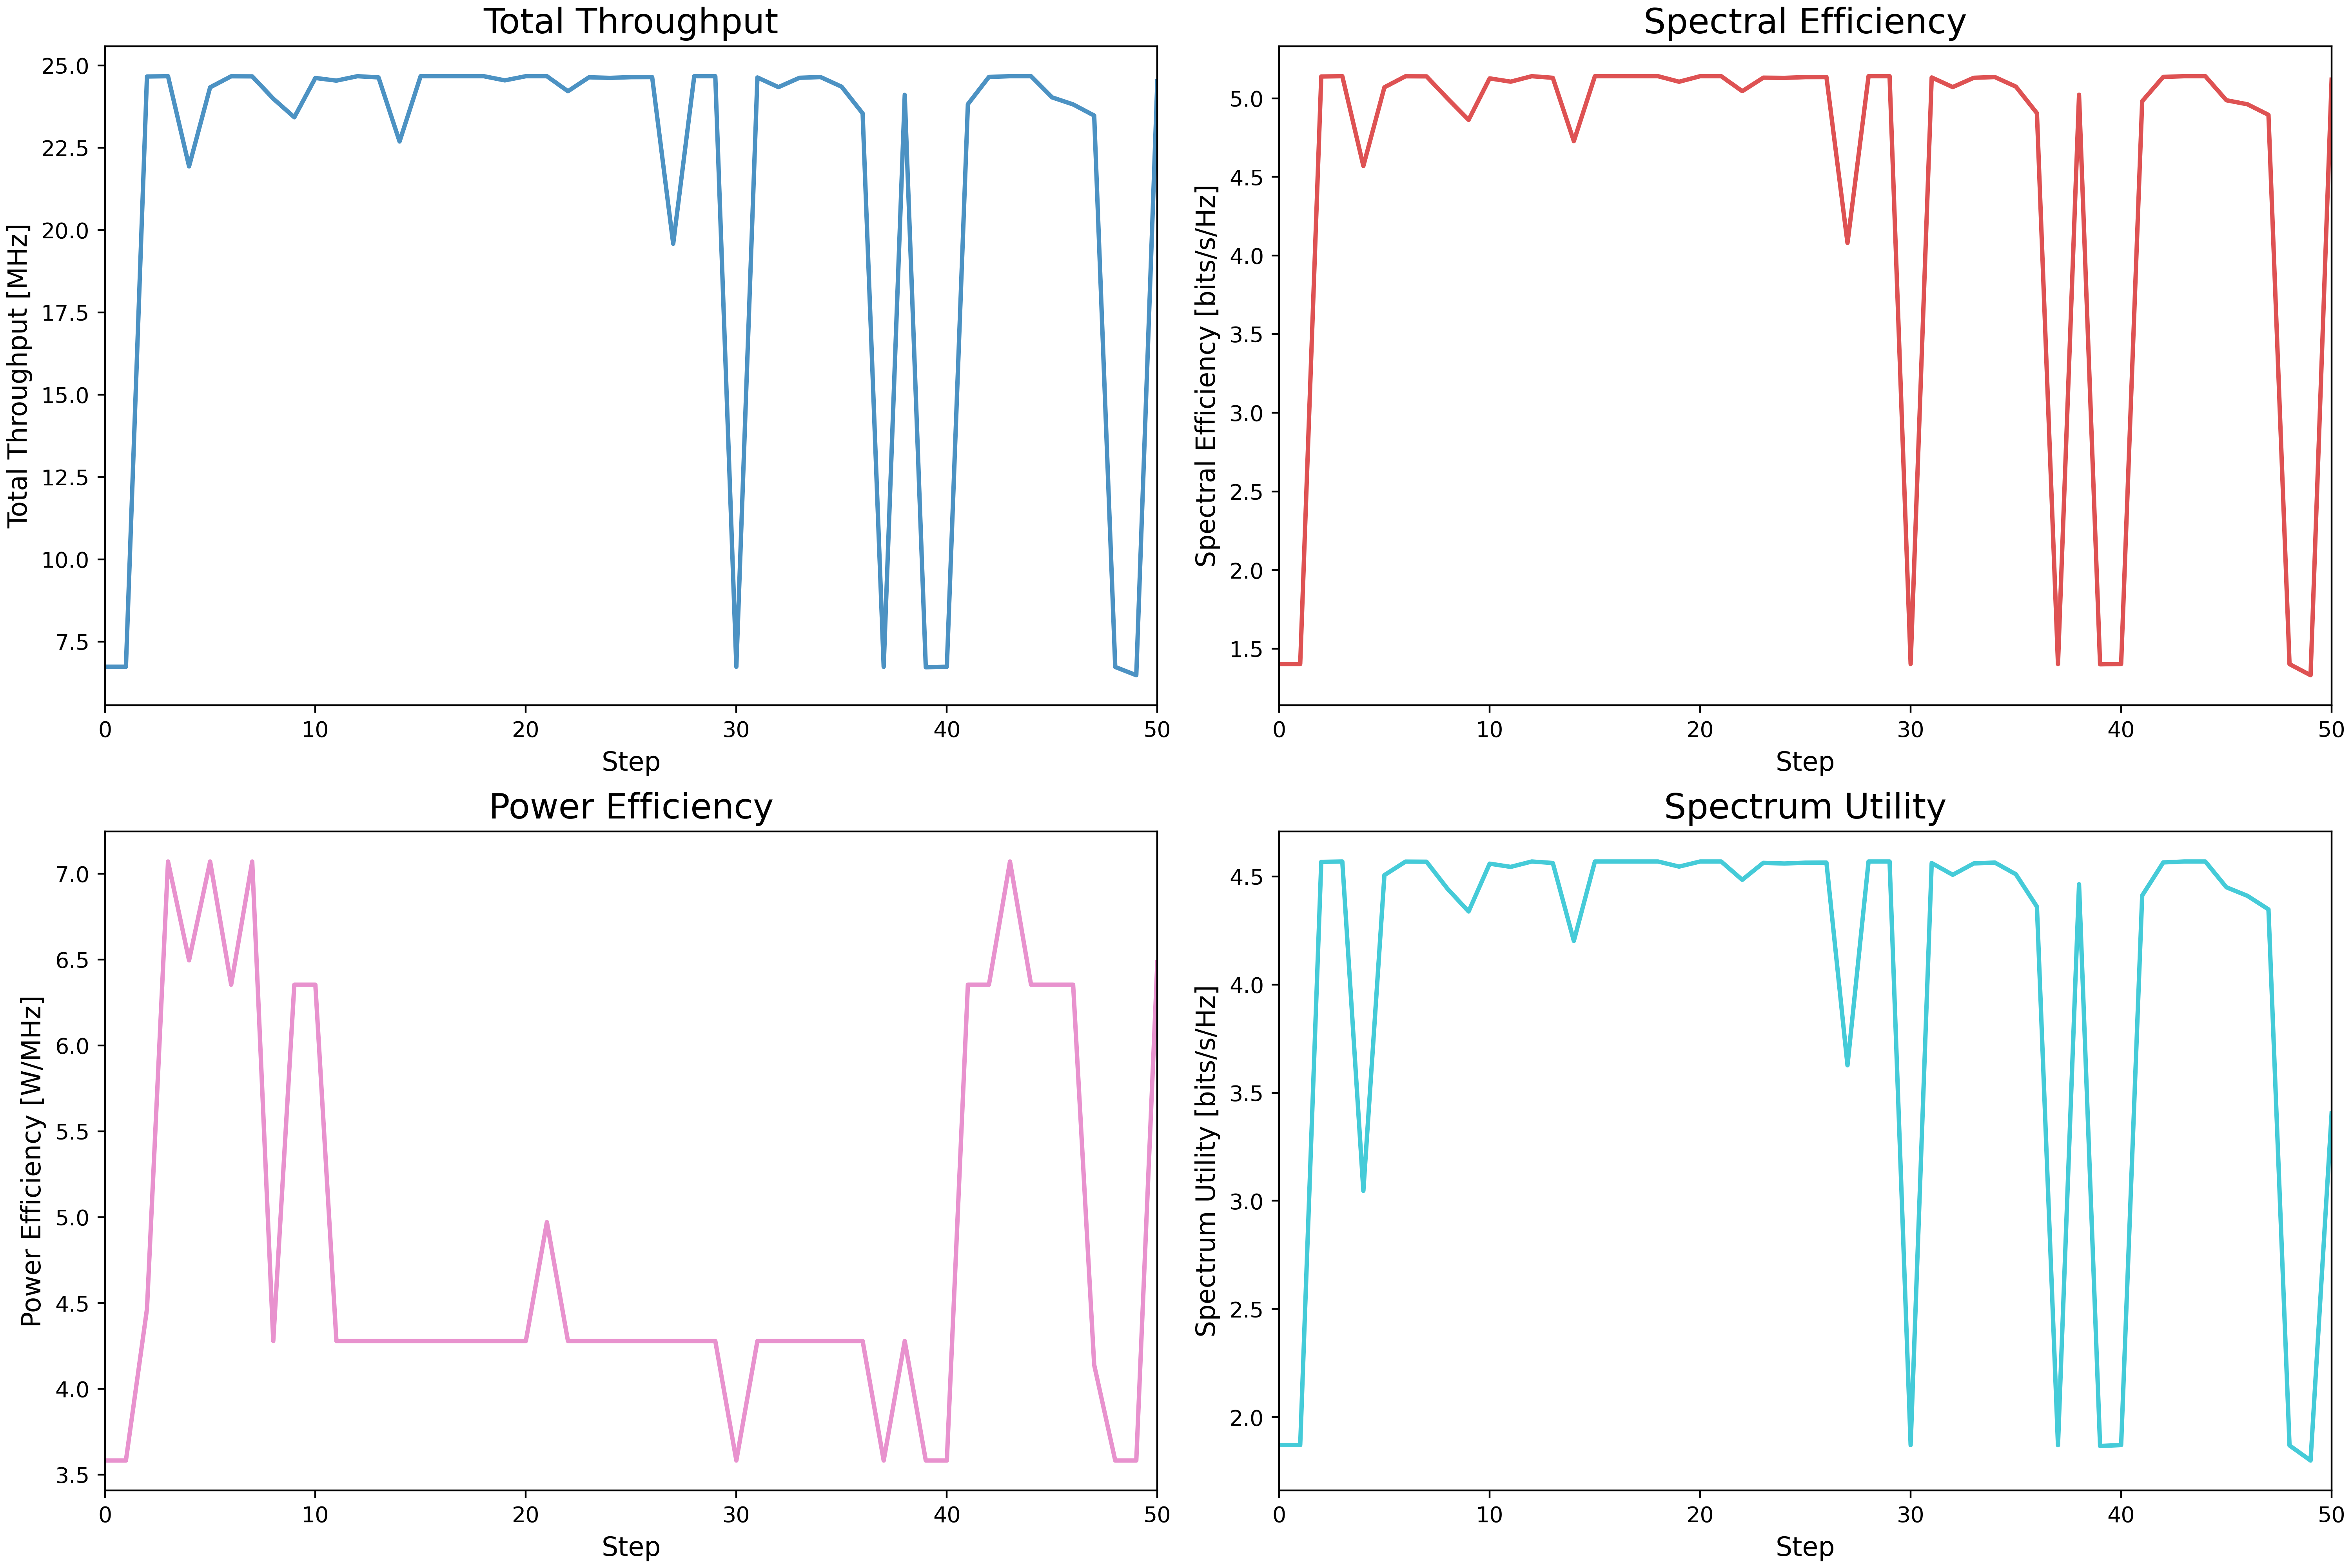 Total Throughput
Total Throughput [MHz]
25.0
22.5
20.0
17.5
15.0
12.5
10.0
7.5
0 10 20 30 40 50
Step
Spectral Efficiency
Spectral Efficiency [bits/s/Hz]
5.0
4.5
4.0
3.5
3.0
2.5
2.0
1.5
0 10 20 30 40 50
Step
Power Efficiency
Power Efficiency [W/MHz]
7.0
6.5
6.0
5.5
5.0
4.5
4.0
3.5
0 10 20 30 40 50
Step
Spectrum Utility
Spectrum Utility [bits/s/Hz]
4.5
4.0
3.5
3.0
2.5
2.0
0 10 20 30 40 50
Step